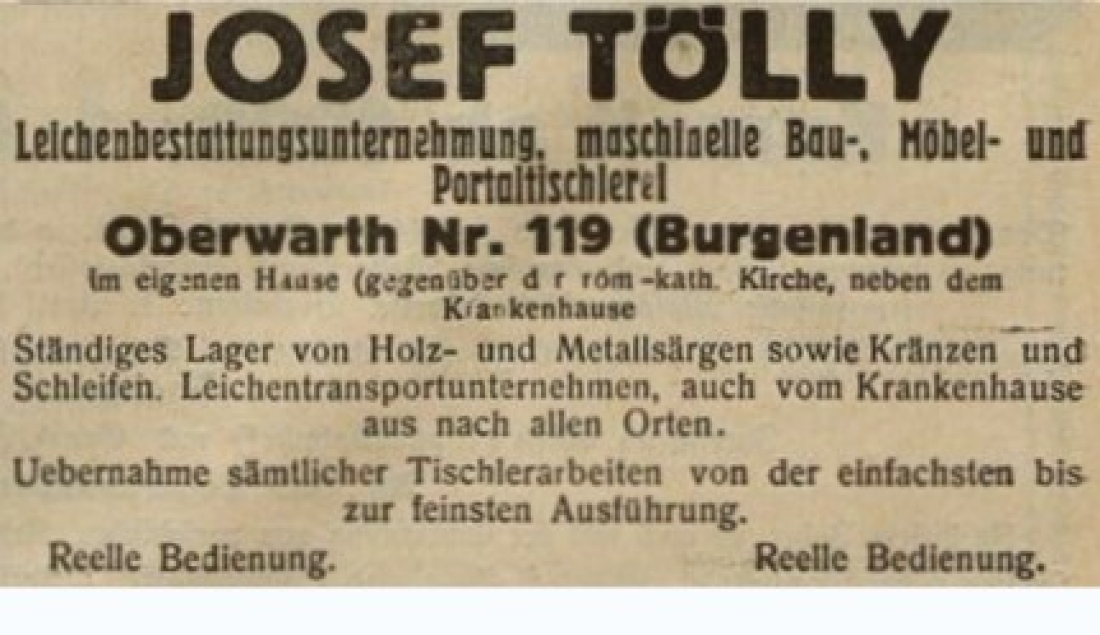 JOSEF TÖLLY
Leichenbestattungsunternehmung, maschinelle Bau-, Möbel- und
Portaltischlerei
Oberwarth Nr. 119 (Burgenland)
Im eigenen Hause (gegenüber d r röm -kath. Kirche, neben dem
Krankenhause
Ständiges Lager von Holz- und Metallsärgen sowie Kränzen und
Schleifen. Leichentransportunternehmen, auch vom Krankenhause
aus nach allen Orten.
Uebernahme sämtlicher Tischlerarbeiten von der einfachsten bis
zur feinsten Ausführung.
Reelle Bedienung. Reelle Bedienung.